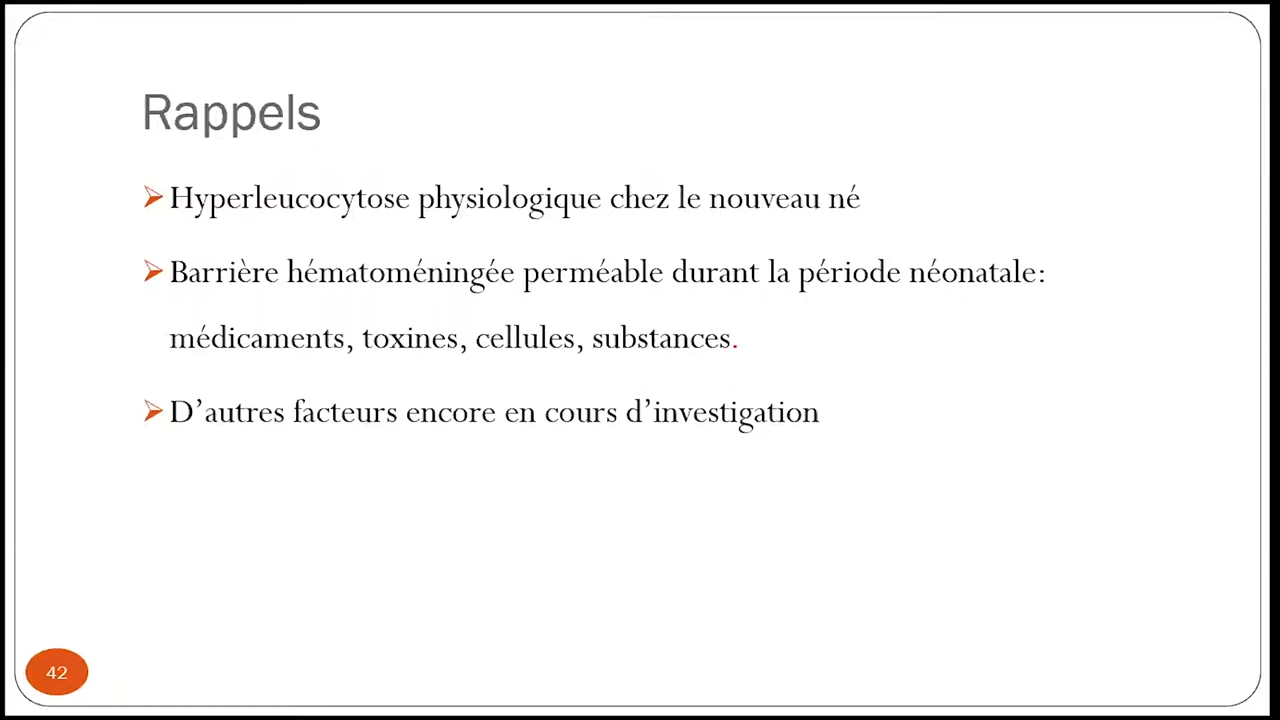 Rappels
Hyperleucocytose physiologique chez le nouveau né
Barrière hématoméningée perméable durant la période néonatale:
médicaments, toxines, cellules, substances.
D’autres facteurs encore en cours d’investigation
42